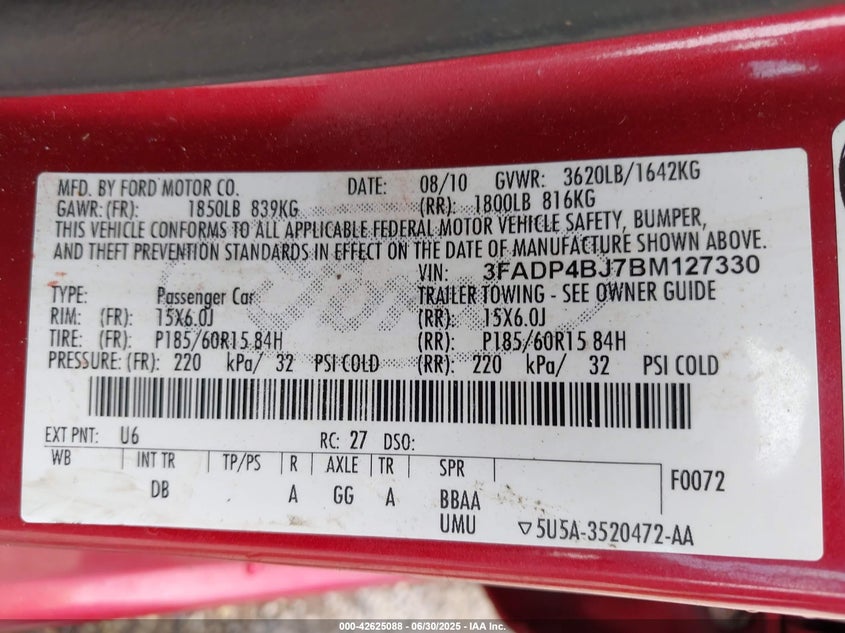 MFD. BY FORD MOTOR CO. DATE: 08/10 GVWR: 3620LB/1642KG
GAWR:(FR): 1850LB 839KG (RR): 1800LB 816KG
THIS VEHICLE CONFORMS TO ALL APPLICABLE FEDERAL MOTOR VEHICLE SAFETY, BUMPER,
AND THEFT PREVENTION STANDARDS IN EFFECT ON THE DATE OF MANUFACTURE SHOWN ABOVE.
VIN: 3FADP4BJ7BM127330
TYPE: Passenger Car TRAILER TOWING - SEE OWNER GUIDE
RIM: (FR): 15X6.0J (RR): 15X6.0J
TIRE: (FR): P185/60R15 84H (RR): P185/60R15 84H
PRESSURE: (FR): 220 kPa/ 32 PSI COLD (RR): 220 kPa/ 32 PSI COLD
EXT PNT: U6 RC: 27 DSO:
WB INT TR TP/PS R AXLE TR SPR F0072
DB A GG A BBAA
UMU ▽5U5A-3520472-AA
000-42625088 - 06/30/2025 - IAA Inc.